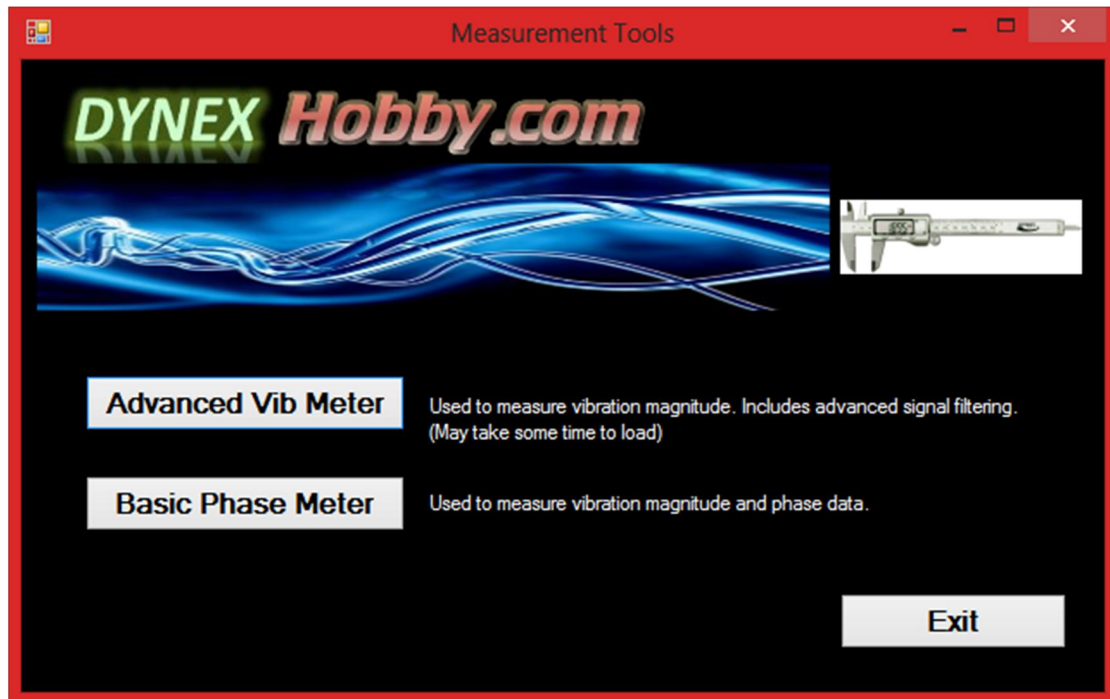 Measurement Tools
DYNEX Hobby.com
Advanced Vib Meter
Used to measure vibration magnitude. Includes advanced signal filtering.
(May take some time to load)
Basic Phase Meter
Used to measure vibration magnitude and phase data.
Exit